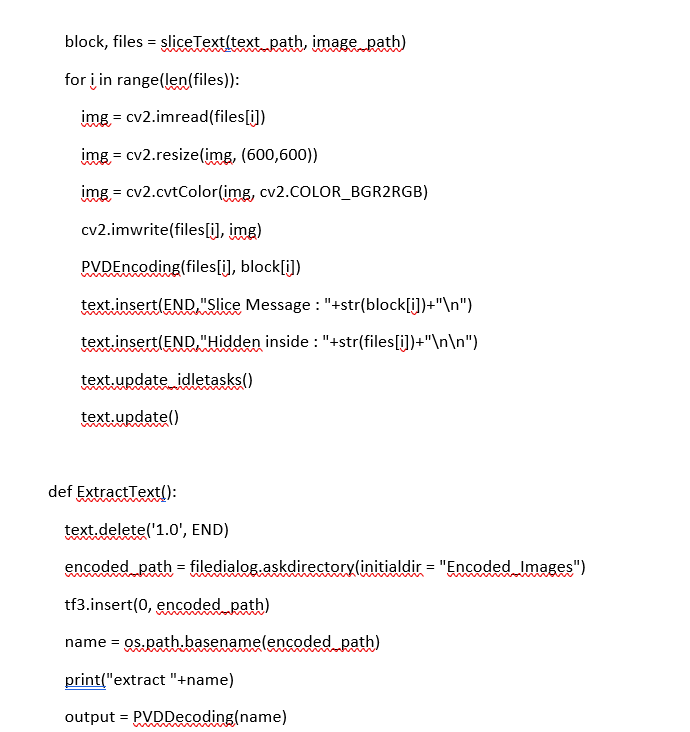 block, files = sliceText(text_path, image_path)
for i in range(len(files)):
img = cv2.imread(files[i])
img = cv2.resize(img, (600,600))
img = cv2.cvtColor(img, cv2.COLOR_BGR2RGB)
cv2.imwrite(files[i], img)
PVDEncoding(files[i], block[i])
text.insert(END,"Slice Message : "+str(block[i])+"\n")
text.insert(END,"Hidden inside : "+str(files[i])+"\n\n")
text.update_idletasks()
text.update()
def ExtractText():
text.delete('1.0', END)
encoded_path = filedialog.askdirectory(initialdir = "Encoded_Images")
tf3.insert(0, encoded_path)
name = os.path.basename(encoded_path)
print("extract "+name)
output = PVDDecoding(name)